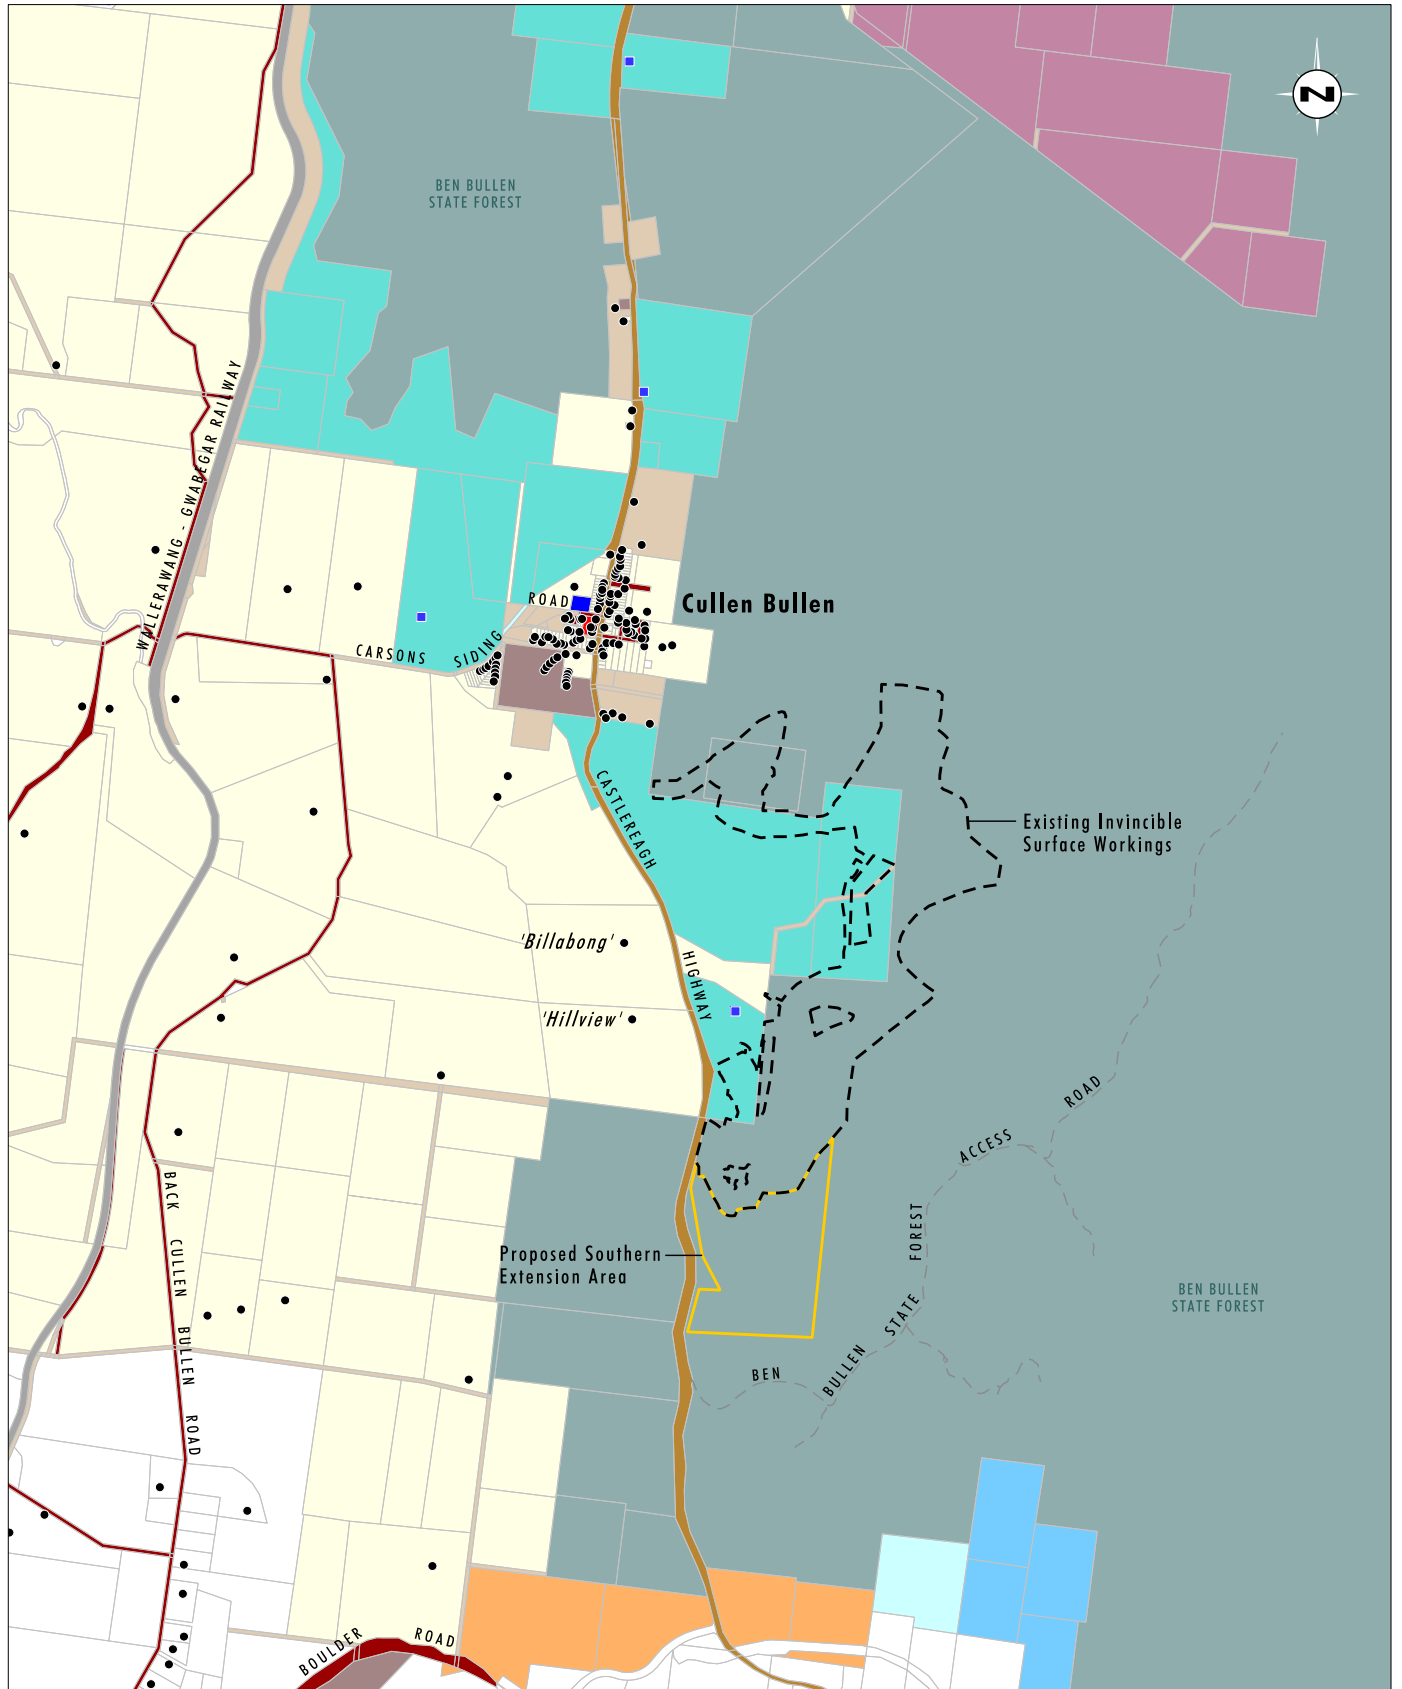 N
BEN BULLEN
STATE FOREST
WALLERAWANG - GWABEGAR RAILWAY
ROAD
Cullen Bullen
CARSONS SIDING
CASTLEREAGH
Existing Invincible
Surface Workings
'Billabong'
HIGHWAY
'Hillview'
ROAD
ACCESS
BACK CULLEN BULLEN ROAD
FOREST
Proposed Southern
Extension Area
BEN BULLEN
STATE FOREST
STATE
BEN
BULLEN
BOULDER ROAD